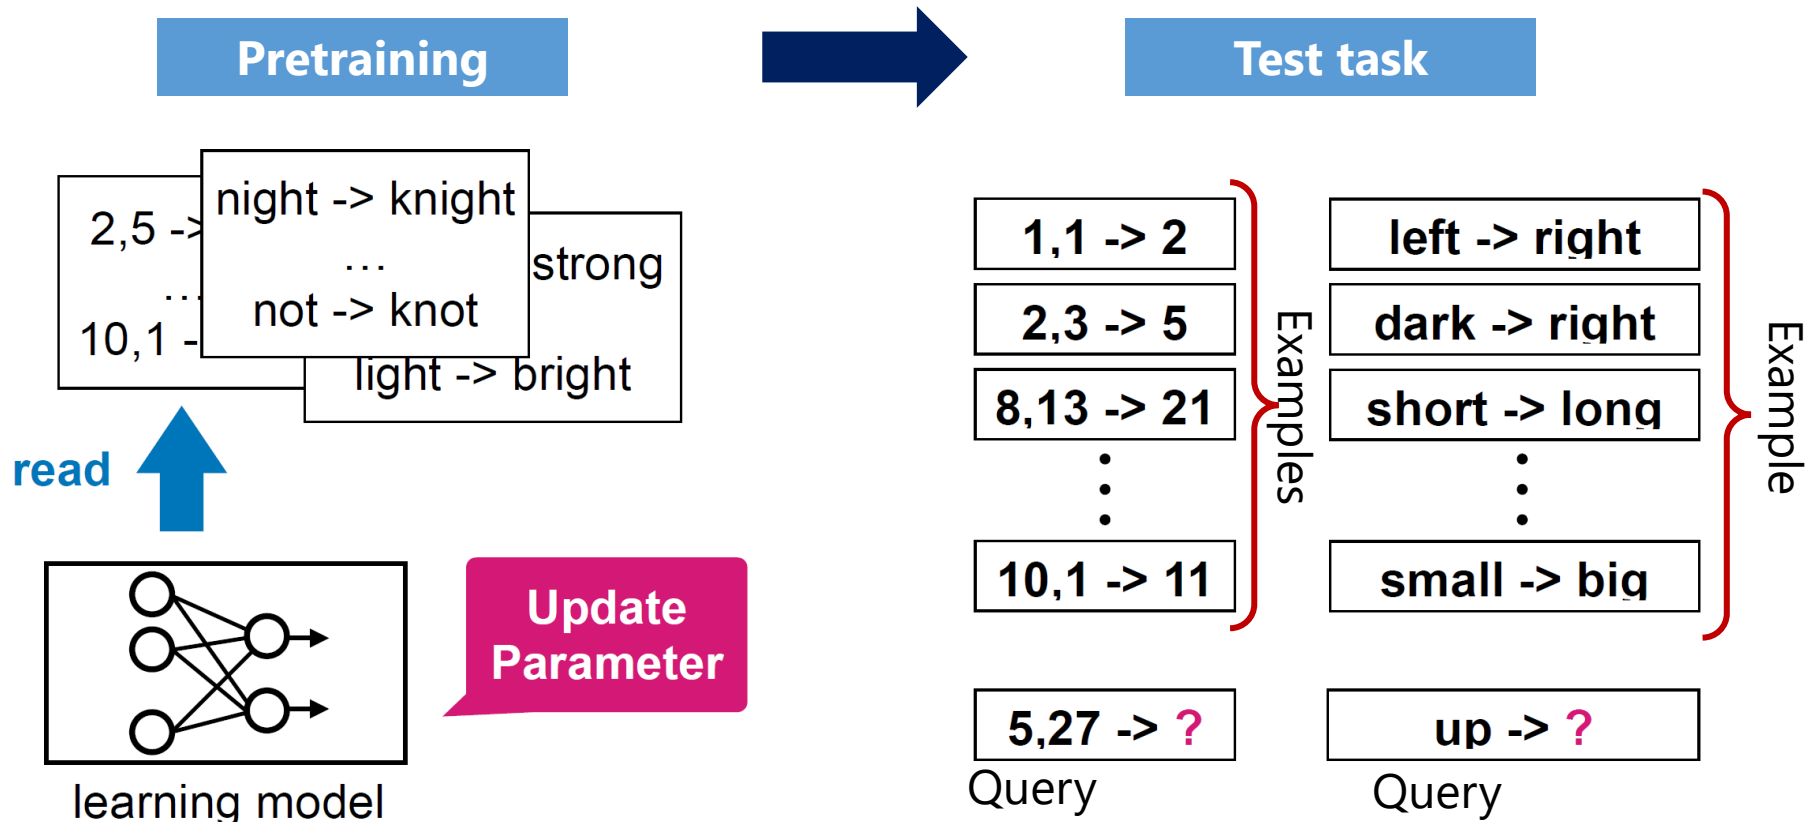 Pretraining
Test task
2,5 ->
...
10,1 -
night -> knight
...
not -> knot
strong
light -> bright
read
Update
Parameter
learning model
1,1 -> 2
2,3 -> 5
8,13 -> 21
10,1 -> 11
Examples
5,27 -> ?
Query
left -> right
dark -> right
short -> long
small -> big
Example
up -> ?
Query